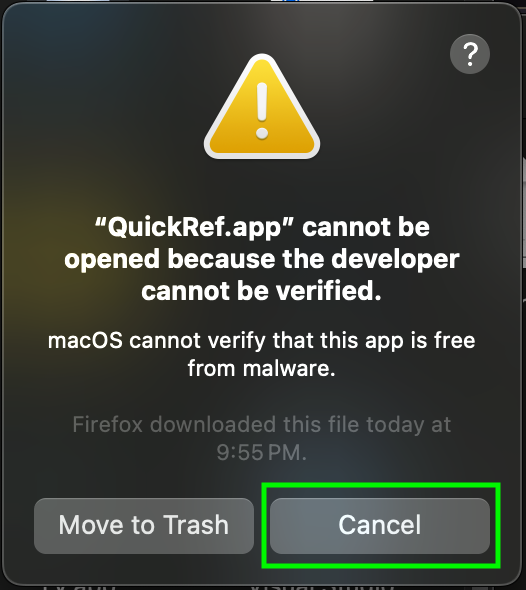 ?
“QuickRef.app” cannot be
opened because the developer
cannot be verified.
macOS cannot verify that this app is free
from malware.
Firefox downloaded this file today at
9:55 PM.
Move to Trash
Cancel